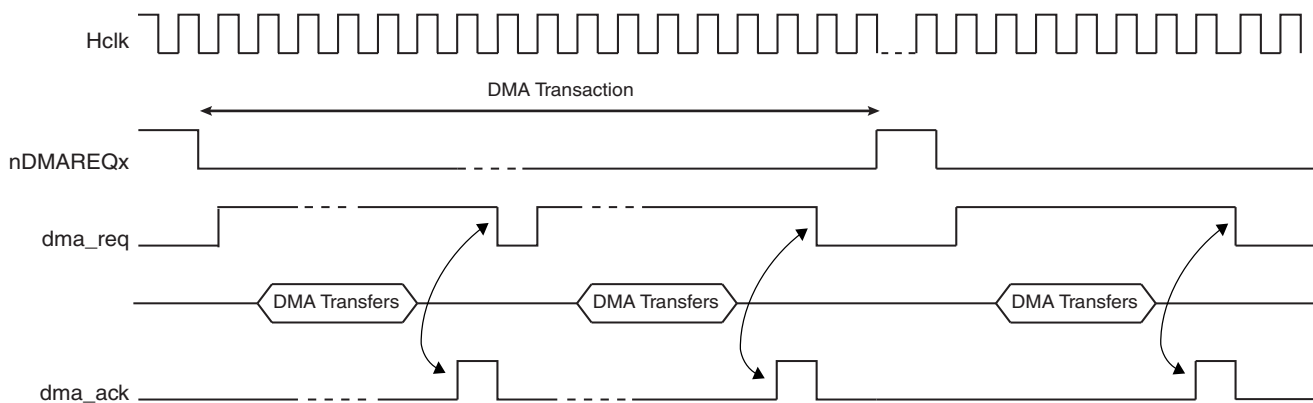 Hclk
DMA Transaction
nDMAREQx
dma_req
DMA Transfers
DMA Transfers
DMA Transfers
dma_ack